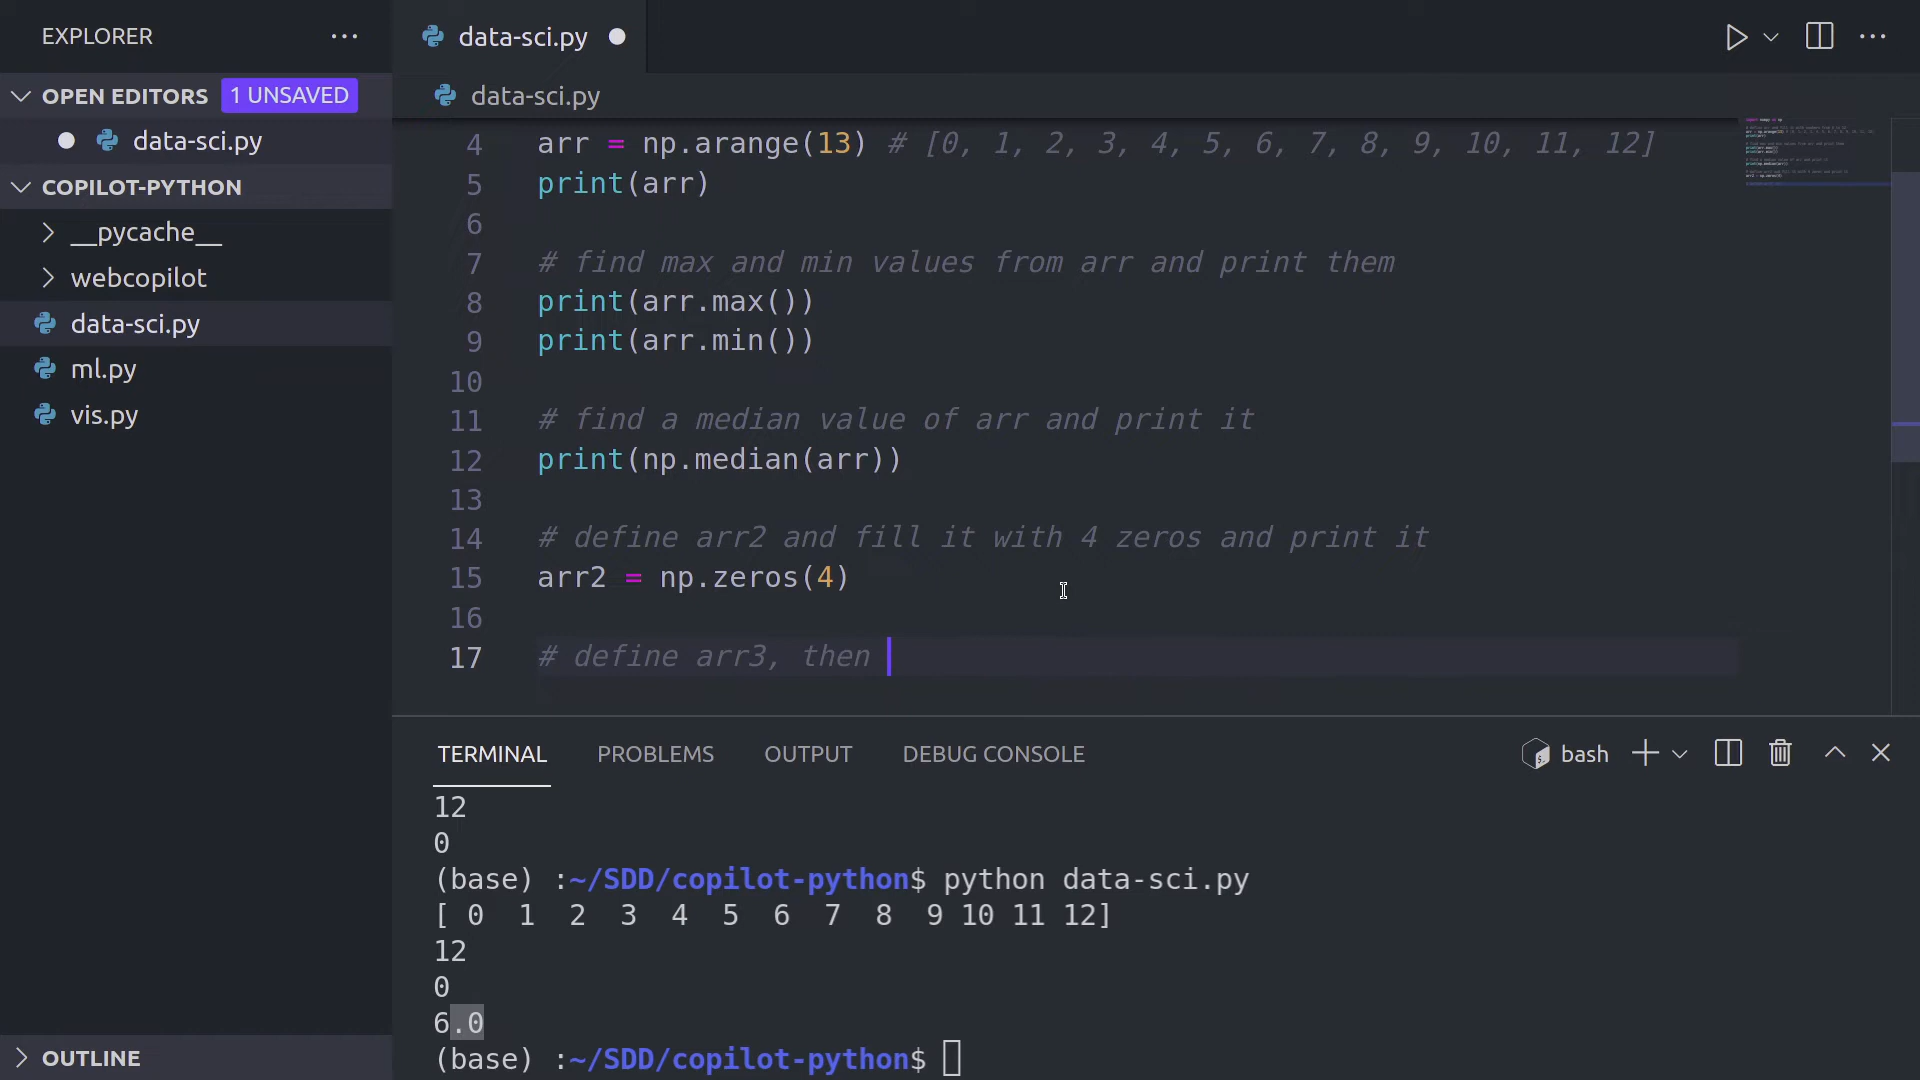 EXPLORER
OPEN EDITORS 1 UNSAVED
data-sci.py
COPILOT-PYTHON
__pycache__
webcopilot
data-sci.py
ml.py
vis.py
OUTLINE
data-sci.py
data-sci.py
4 arr = np.arange(13) # [0, 1, 2, 3, 4, 5, 6, 7, 8, 9, 10, 11, 12]
5 print(arr)
6
7 # find max and min values from arr and print them
8 print(arr.max())
9 print(arr.min())
10
11 # find a median value of arr and print it
12 print(np.median(arr))
13
14 # define arr2 and fill it with 4 zeros and print it
15 arr2 = np.zeros(4)
16
17 # define arr3, then
TERMINAL PROBLEMS OUTPUT DEBUG CONSOLE bash
12
0
(base) :~/SDD/copilot-python$ python data-sci.py
[ 0 1 2 3 4 5 6 7 8 9 10 11 12]
12
0
6.0
(base) :~/SDD/copilot-python$